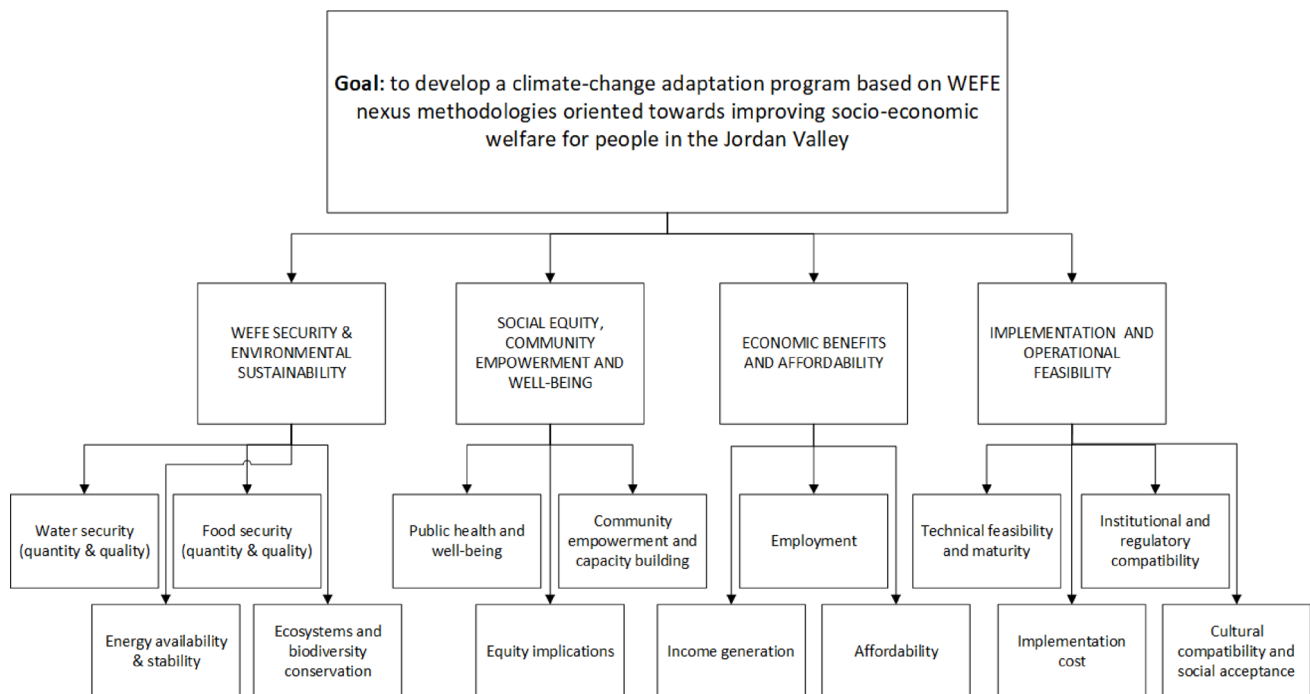 Goal: to develop a climate-change adaptation program based on WEFE
nexus methodologies oriented towards improving socio-economic
welfare for people in the Jordan Valley
WEFE SECURITY &
ENVIRONMENTAL
SUSTAINABILITY
SOCIAL EQUITY,
COMMUNITY
EMPOWERMENT AND
WELL-BEING
ECONOMIC BENEFITS
AND AFFORDABILITY
IMPLEMENTATION AND
OPERATIONAL
FEASIBILITY
Water security
(quantity & quality)
Food security
(quantity & quality)
Public health and
well-being
Community
empowerment and
capacity building
Employment
Technical feasibility
and maturity
Institutional and
regulatory
compatibility
Energy availability
& stability
Ecosystems and
biodiversity
conservation
Equity implications
Income generation
Affordability
Implementation
cost
Cultural
compatibility and
social acceptance